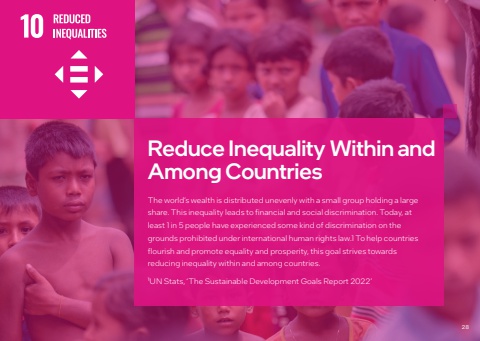 10 REDUCED
INEQUALITIES
Reduce Inequality Within and
Among Countries
The world's wealth is distributed unevenly with a small group holding a large
share. This inequality leads to financial and social discrimination. Today, at
least 1 in 5 people have experienced some kind of discrimination on the
grounds prohibited under international human rights law.1 To help countries
flourish and promote equality and prosperity, this goal strives towards
reducing inequality within and among countries.
¹UN Stats, 'The Sustainable Development Goals Report 2022'
28